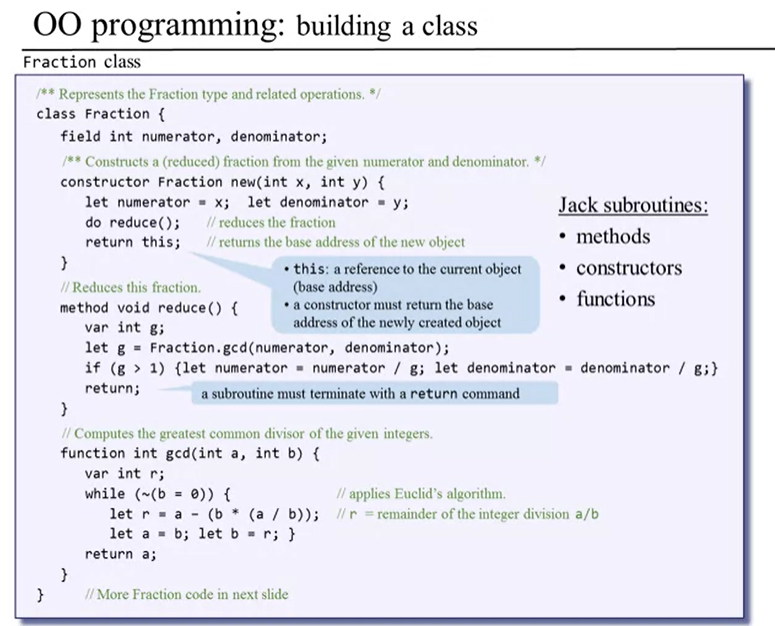 OO programming: building a class
Fraction class
/** Represents the Fraction type and related operations. */
class Fraction {
field int numerator, denominator;
/** Constructs a (reduced) fraction from the given numerator and denominator. */
constructor Fraction new(int x, int y) {
let numerator = x; let denominator = y;
do reduce(); // reduces the fraction
return this; // returns the base address of the new object
}
• this: a reference to the current object
(base address)
• a constructor must return the base
address of the newly created object
Jack subroutines:
• methods
• constructors
• functions
// Reduces this fraction.
method void reduce() {
var int g;
let g = Fraction.gcd(numerator, denominator);
if (g > 1) {let numerator = numerator / g; let denominator = denominator / g;}
return;
a subroutine must terminate with a return command
}
// Computes the greatest common divisor of the given integers.
function int gcd(int a, int b) {
var int r;
while (~(b = 0)) { // applies Euclid's algorithm.
let r = a - (b * (a / b)); // r = remainder of the integer division a/b
let a = b; let b = r; }
return a;
}
} // More Fraction code in next slide